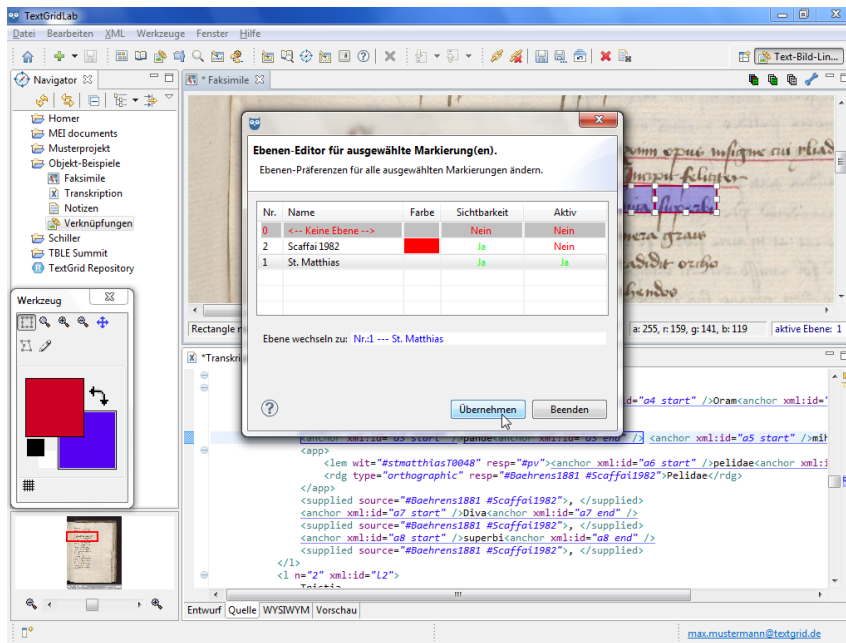 TextGridLab
Datei Bearbeiten XML Werkzeuge Fenster Hilfe
Text-Bild-Lin...
Navigator
* Faksimile
Homer
MEI documents
Musterprojekt
Objekt-Beispiele
Faksimile
Transkription
Notizen
Verknüpfungen
Schiller
TBLE Summit
TextGrid Repository
Ebenen-Editor für ausgewählte Markierung(en).
Ebenen-Präferenzen für alle ausgewählten Markierungen ändern.
Nr. Name Farbe Sichtbarkeit Aktiv
0 <-- Keine Ebene --> Nein Nein
2 Scaffai 1982 Ja Nein
1 St. Matthias Ja Ja
Ebene wechseln zu: Nr.:1 --- St. Matthias
Übernehmen Beenden
Werkzeug
Rectangle
a: 255, r: 159, g: 141, b: 119 aktive Ebene: 1
*Transkri
id="a4 start" />Oram<anchor xml:id="
<anchor xml:id="a5 start" />pande<anchor xml:id="a5 end" /> <anchor xml:id="a5 start" />mih
<app>
<lem wit="#stmatthiasT0048" resp="#pv"><anchor xml:id="a6 start" />pelidae<anchor xml:i
<rdg type="orthographic" resp="#Baehrens1881 #Scaffai1982">Pelidae</rdg>
</app>
<supplied source="#Baehrens1881 #Scaffai1982">, </supplied>
<anchor xml:id="a7 start" />Diva<anchor xml:id="a7 end" />
<supplied source="#Baehrens1881 #Scaffai1982">, </supplied>
<anchor xml:id="a8 start" />superbi<anchor xml:id="a8 end" />
<supplied source="#Baehrens1881 #Scaffai1982">, </supplied>
</l>
<l n="2" xml:id="l2">
Tristia
Entwurf Quelle WYSIWYM Vorschau
max.mustermann@textgrid.de